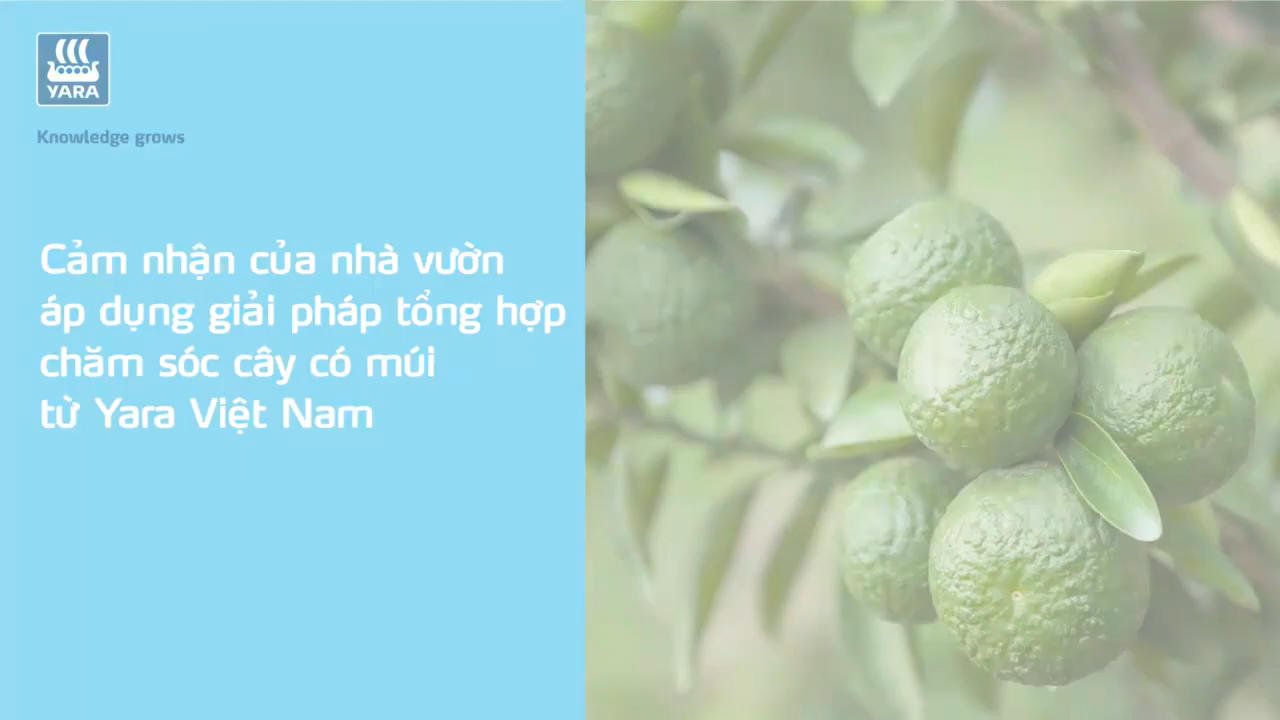 YARA
Knowledge grows
Cảm nhận của nhà vườn
áp dụng giải pháp tổng hợp
chăm sóc cây có múi
từ Yara Việt Nam